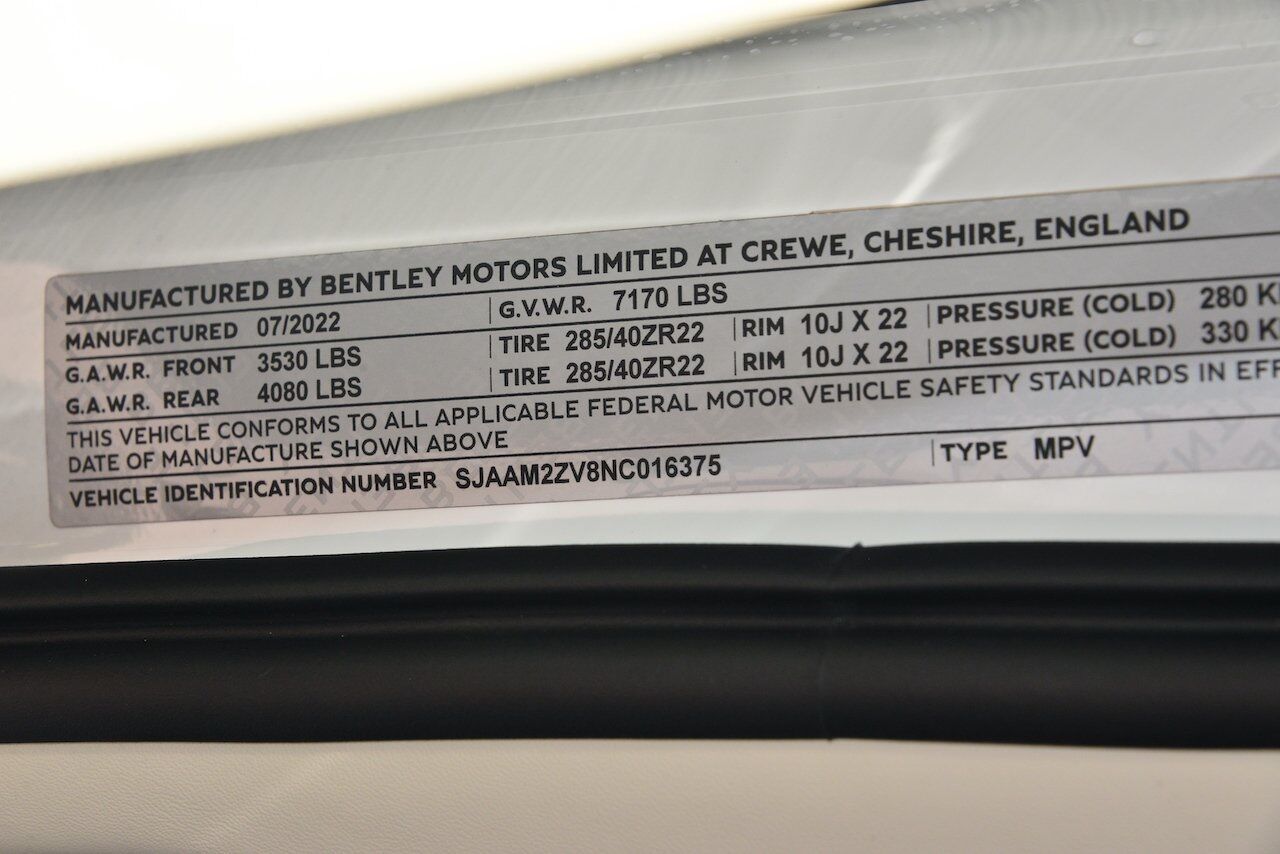 MANUFACTURED BY BENTLEY MOTORS LIMITED AT CREWE, CHESHIRE, ENGLAND
MANUFACTURED 07/2022 G.V.W.R. 7170 LBS
G.A.W.R. FRONT 3530 LBS TIRE 285/40ZR22 RIM 10J X 22 PRESSURE (COLD) 280
G.A.W.R. REAR 4080 LBS TIRE 285/40ZR22 RIM 10J X 22 PRESSURE (COLD) 330
THIS VEHICLE CONFORMS TO ALL APPLICABLE FEDERAL MOTOR VEHICLE SAFETY STANDARDS IN
DATE OF MANUFACTURE SHOWN ABOVE
VEHICLE IDENTIFICATION NUMBER SJAAM2ZV8NC016375 TYPE MPV